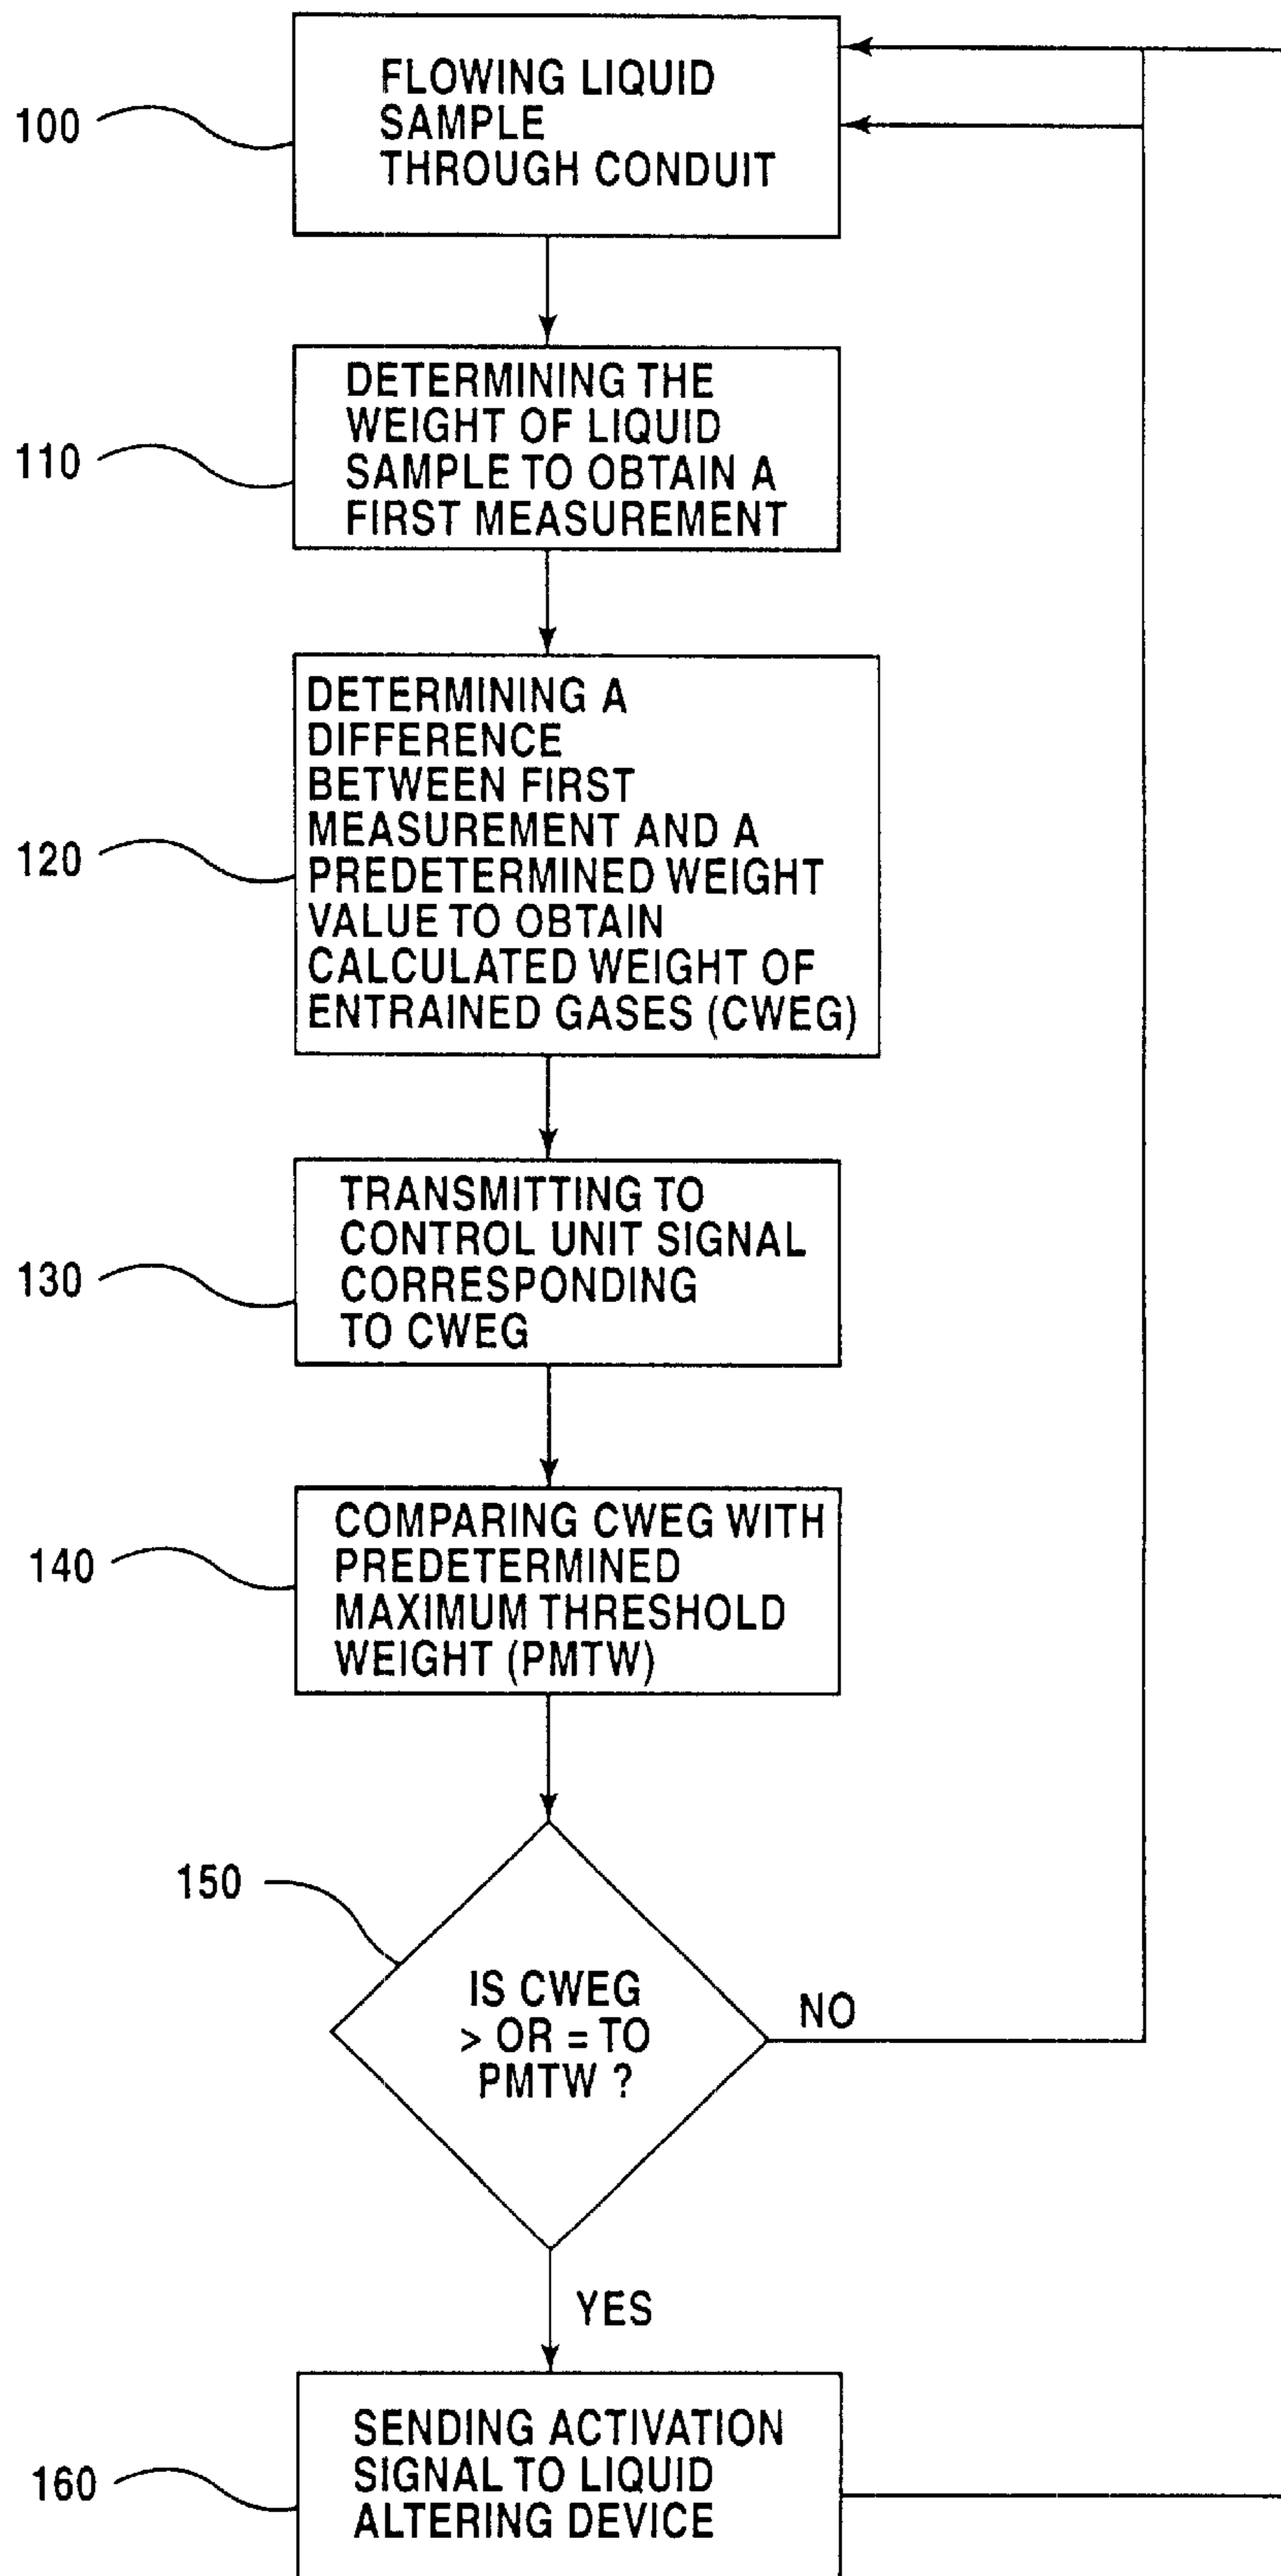 FLOWING LIQUID
SAMPLE
THROUGH CONDUIT
100
DETERMINING THE
WEIGHT OF LIQUID
SAMPLE TO OBTAIN A
FIRST MEASUREMENT
110
DETERMINING A
DIFFERENCE
BETWEEN FIRST
MEASUREMENT AND A
PREDETERMINED WEIGHT
VALUE TO OBTAIN
CALCULATED WEIGHT OF
ENTRAINED GASES (CWEG)
120
TRANSMITTING TO
CONTROL UNIT SIGNAL
CORRESPONDING
TO CWEG
130
COMPARING CWEG WITH
PREDETERMINED
MAXIMUM THRESHOLD
WEIGHT (PMTW)
140
150
IS CWEG
> OR = TO
PMTW ?
NO
YES
SENDING ACTIVATION
SIGNAL TO LIQUID
ALTERING DEVICE
160